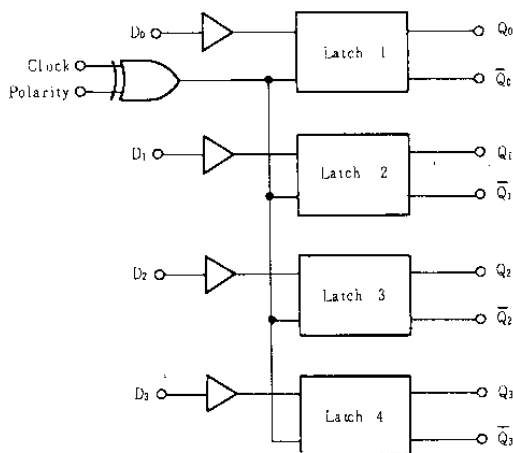 D₀
Latch 1
Q₀
Clock
Polarity
Q̅₀
D₁
Latch 2
Q₁
Q̅₁
D₂
Latch 3
Q₂
Q̅₂
D₃
Latch 4
Q₃
Q̅₃